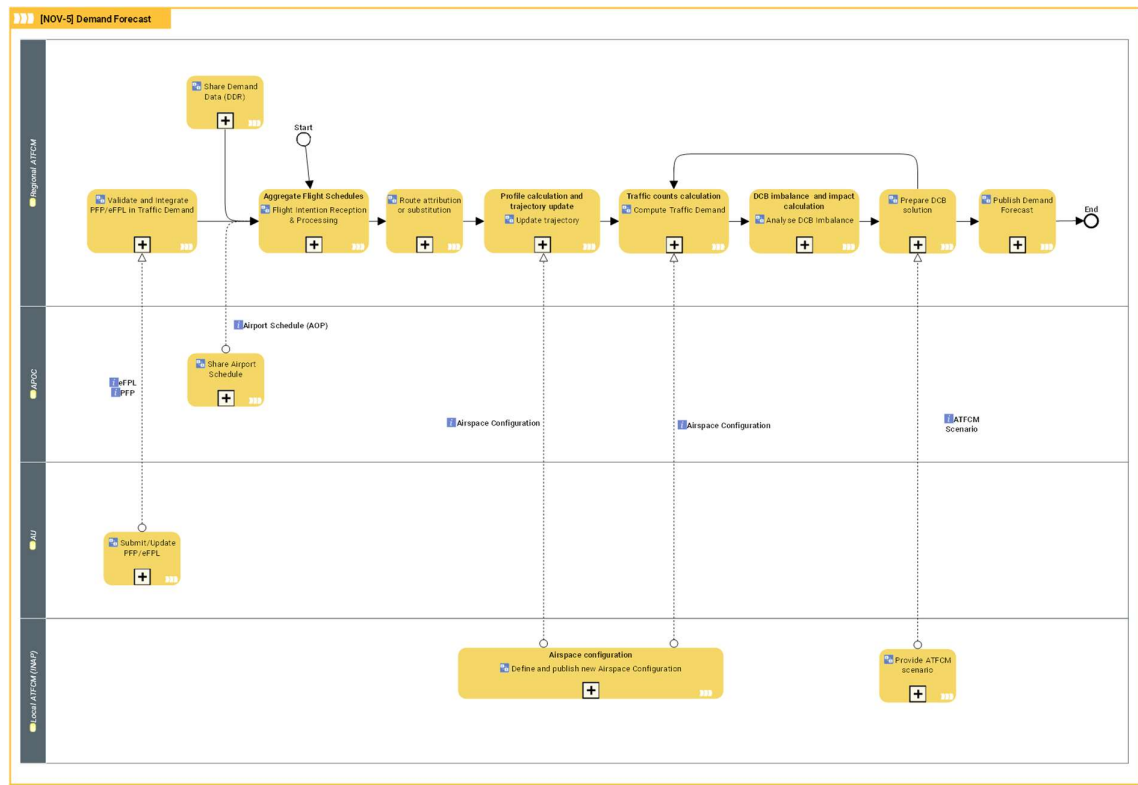 [NOV-5] Demand Forecast
Regional ATFCM
Share Demand
Data (DDR)
Start
Validate and Integrate
PFP/eFPL in Traffic Demand
Aggregate Flight Schedules
Flight Intention Reception
& Processing
Route attribution
or substitution
Profile calculation and
trajectory update
Update trajectory
Traffic counts calculation
Compute Traffic Demand
DCB imbalance and impact
calculation
Analyse DCB Imbalance
Prepare DCB
solution
Publish Demand
Forecast
End
APOC
Airport Schedule (AOP)
Share Airport
Schedule
eFPL
PFP
Airspace Configuration
Airspace Configuration
ATFCM
Scenario
AU
Submit/Update
PFP/eFPL
Local ATFCM (INAP)
Airspace configuration
Define and publish new Airspace Configuration
Provide ATFCM
scenario